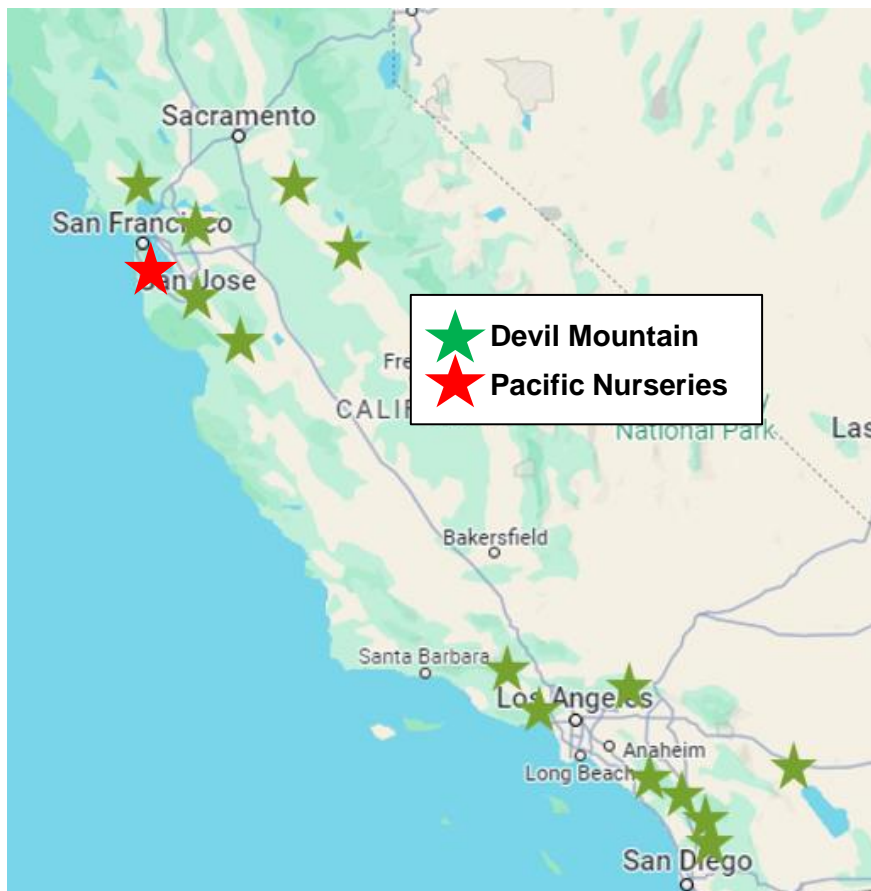 Sacramento
San Francisco
San Jose
Devil Mountain
Pacific Nurseries
Fre
CALIF
National Park
Las
Bakersfield
Santa Barbara
Los Angeles
Anaheim
Long Beach
San Diego